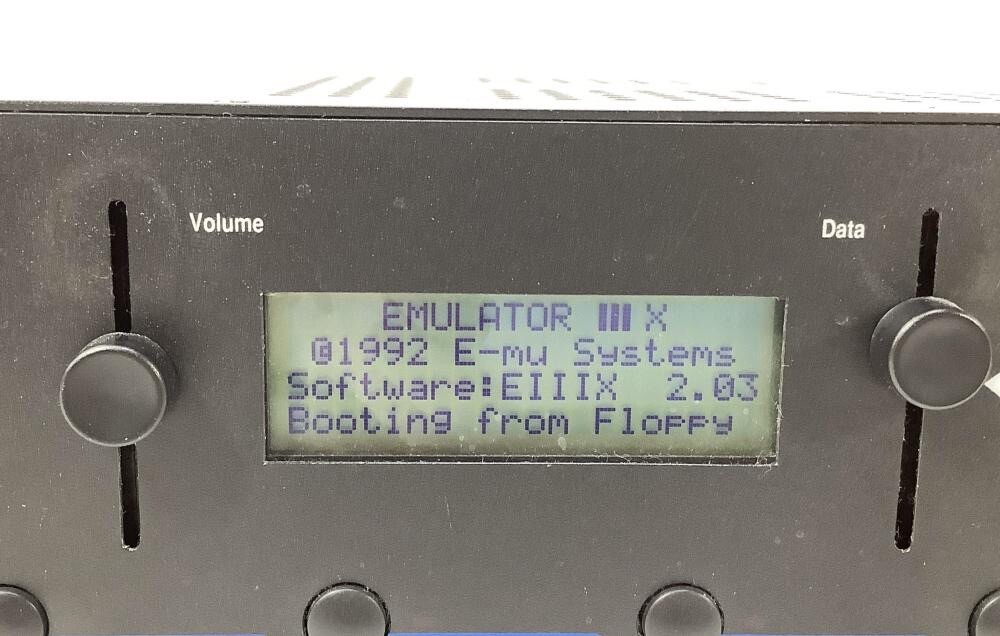 Volume
Data
EMULATOR III X
@1992 E-mu Systems
Software:EIIIX 2.03
Booting from Floppy